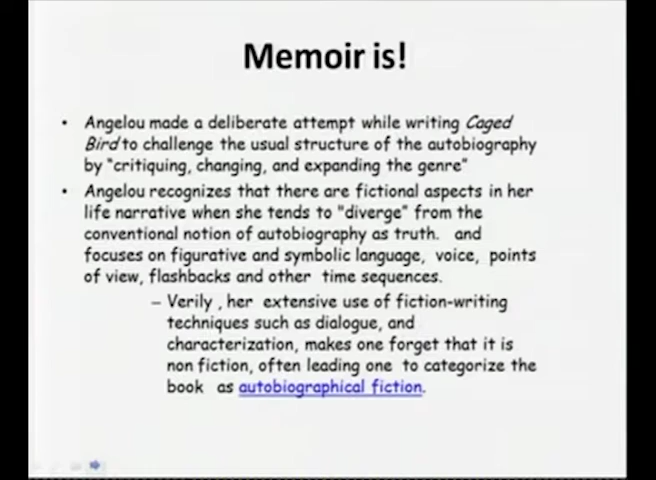 Memoir is!
• Angelou made a deliberate attempt while writing Caged
Bird to challenge the usual structure of the autobiography
by "critiquing, changing, and expanding the genre"
• Angelou recognizes that there are fictional aspects in her
life narrative when she tends to "diverge" from the
conventional notion of autobiography as truth. and
focuses on figurative and symbolic language, voice, points
of view, flashbacks and other time sequences.
– Verily , her extensive use of fiction-writing
techniques such as dialogue, and
characterization, makes one forget that it is
non fiction, often leading one to categorize the
book as autobiographical fiction.